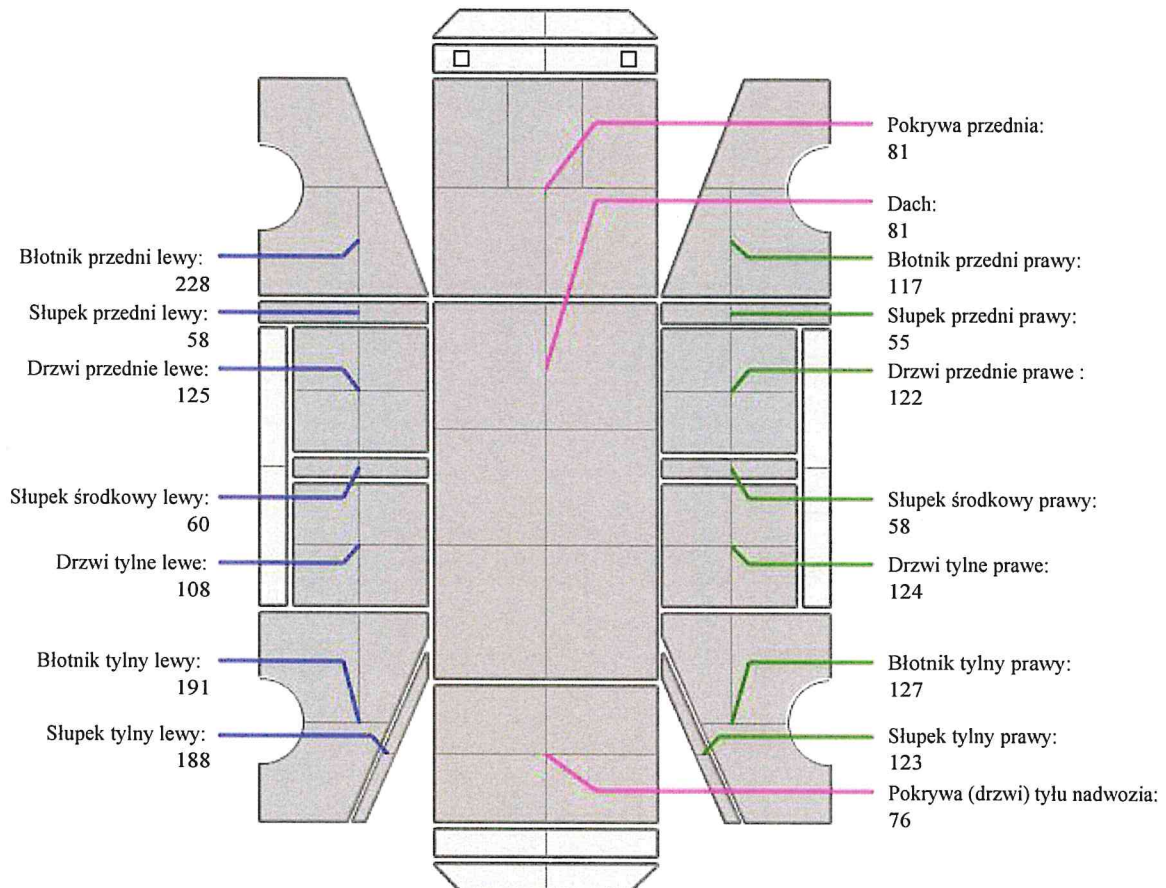 Pokrywa przednia:
81
Dach:
81
Błotnik przedni lewy:
228
Błotnik przedni prawy:
117
Słupek przedni lewy:
58
Słupek przedni prawy:
55
Drzwi przednie lewe:
125
Drzwi przednie prawe :
122
Słupek środkowy lewy:
60
Słupek środkowy prawy:
58
Drzwi tylne lewe:
108
Drzwi tylne prawe:
124
Błotnik tylny lewy:
191
Błotnik tylny prawy:
127
Słupek tylny lewy:
188
Słupek tylny prawy:
123
Pokrywa (drzwi) tyłu nadwozia:
76